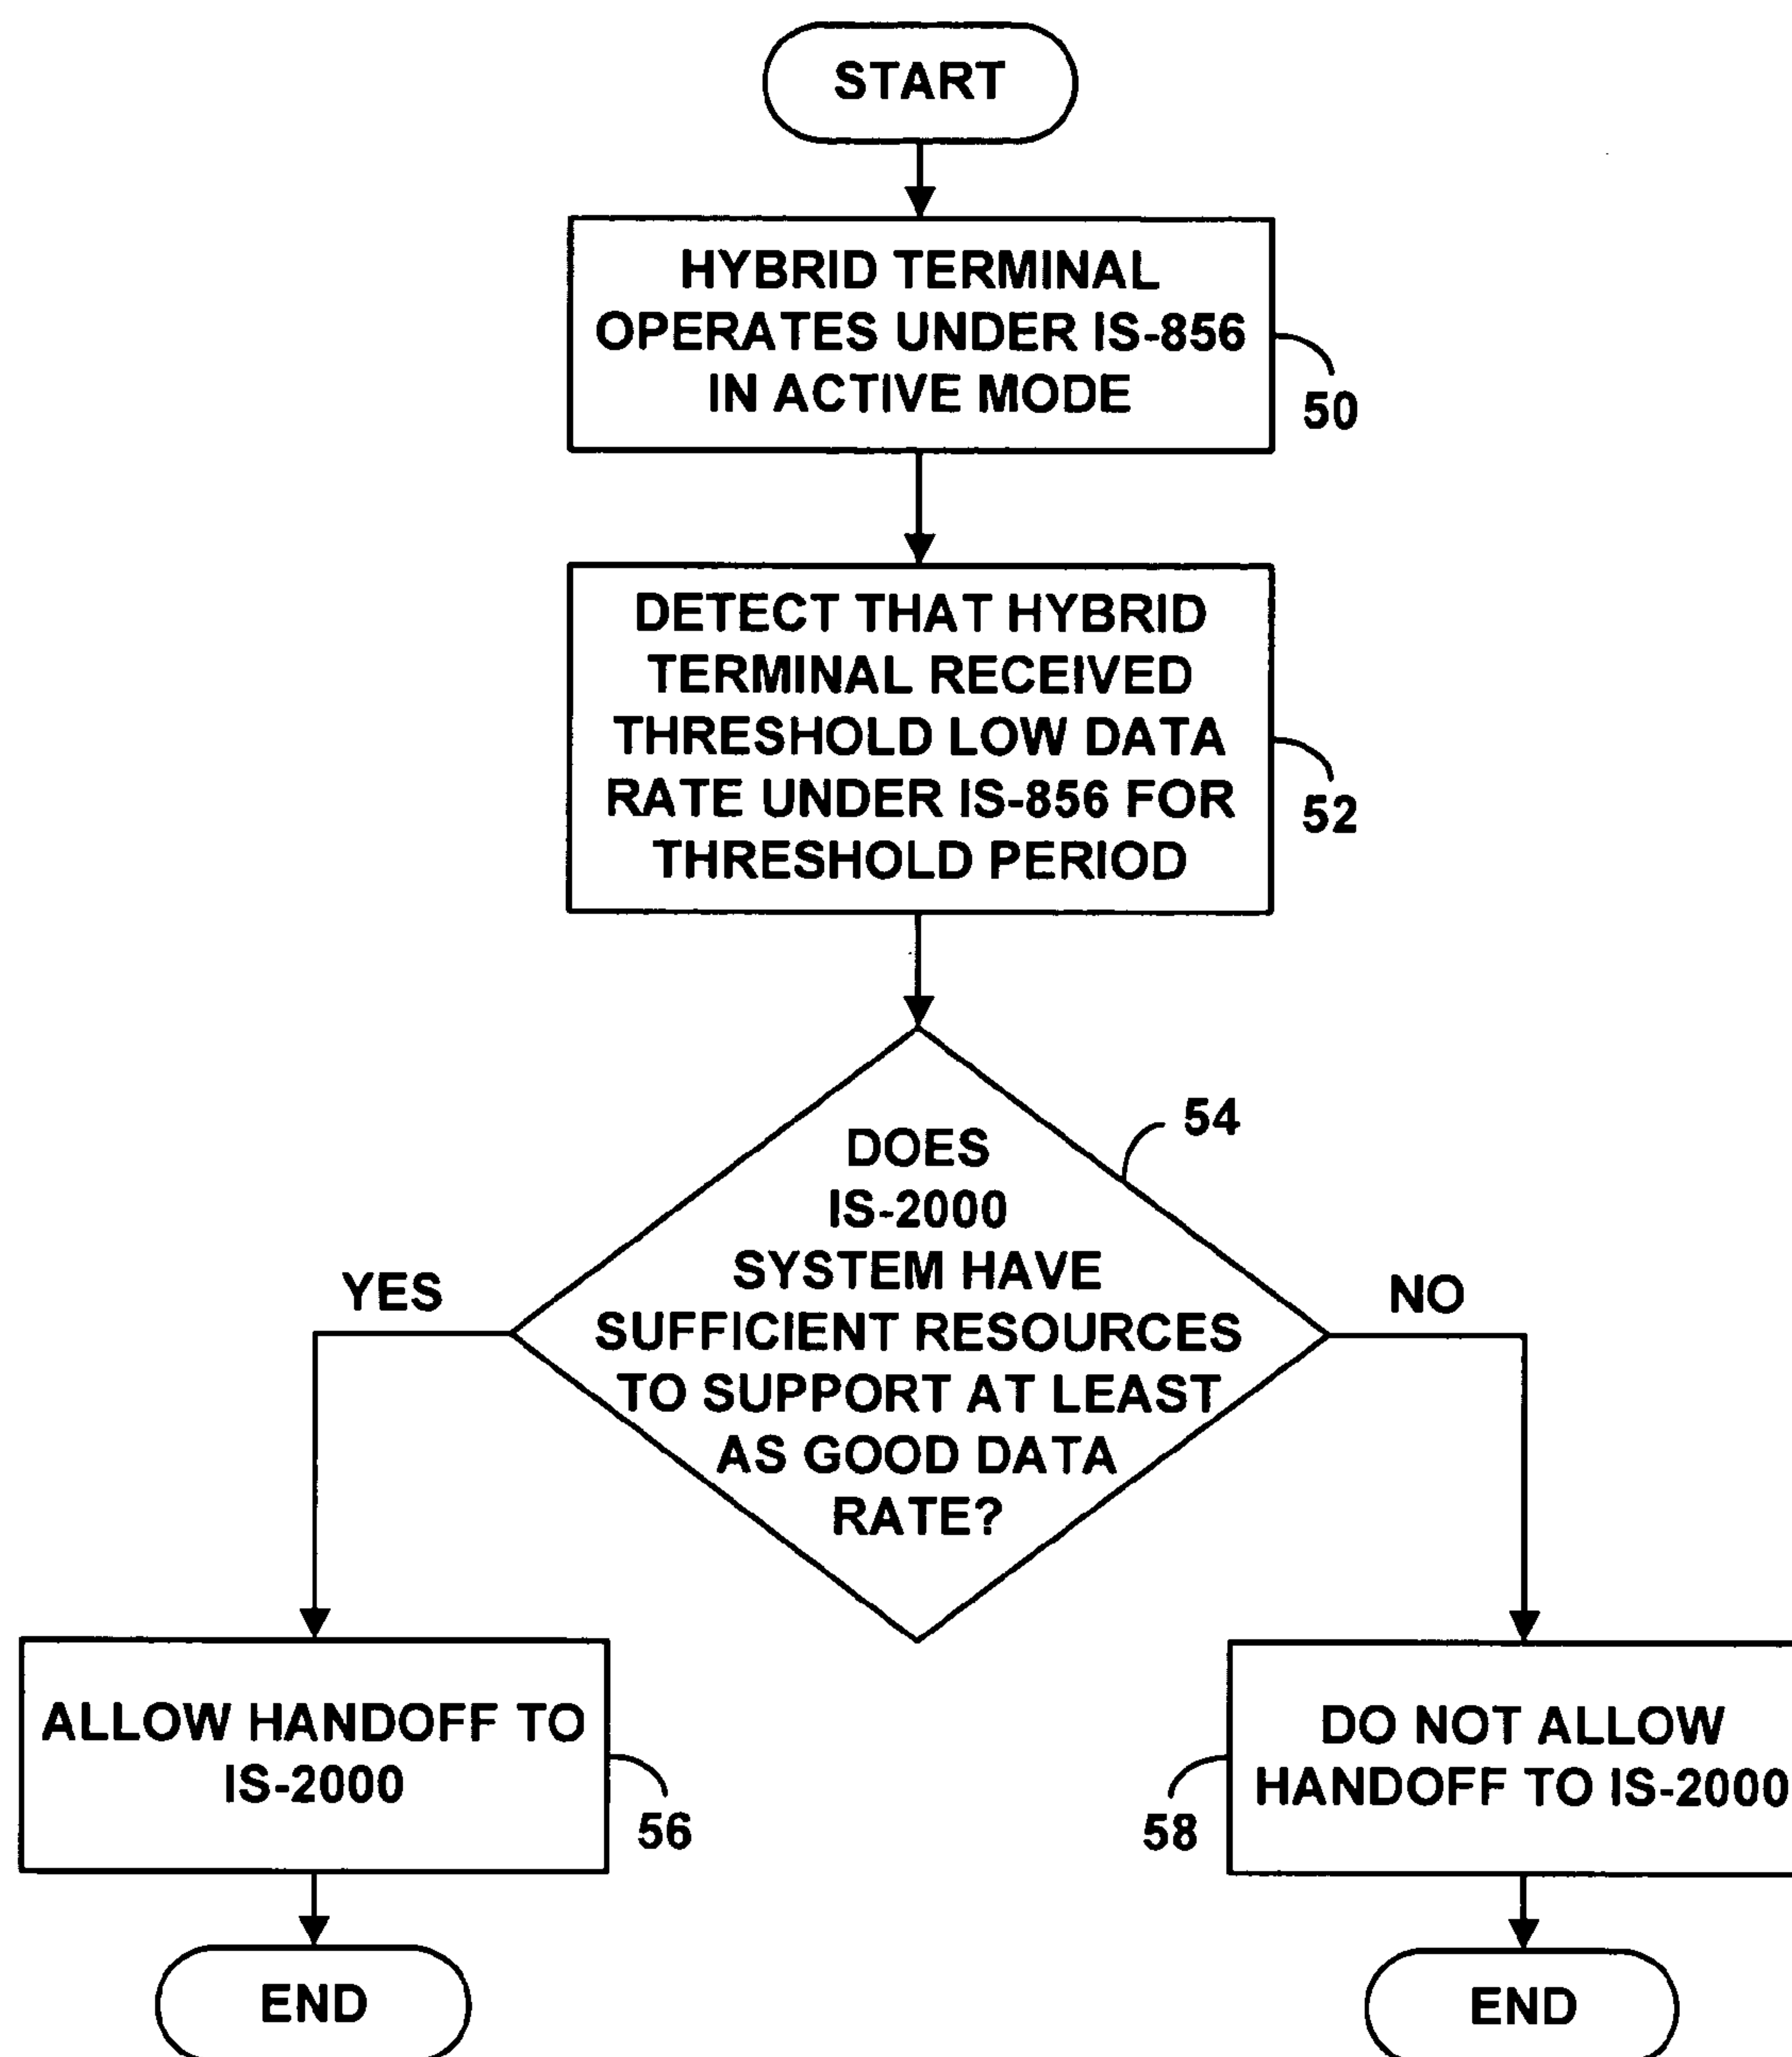 START
HYBRID TERMINAL
OPERATES UNDER IS-856
IN ACTIVE MODE
50
DETECT THAT HYBRID
TERMINAL RECEIVED
THRESHOLD LOW DATA
RATE UNDER IS-856 FOR
THRESHOLD PERIOD
52
54
DOES
IS-2000
SYSTEM HAVE
SUFFICIENT RESOURCES
TO SUPPORT AT LEAST
AS GOOD DATA
RATE?
YES
NO
ALLOW HANDOFF TO
IS-2000
56
DO NOT ALLOW
HANDOFF TO IS-2000
58
END
END